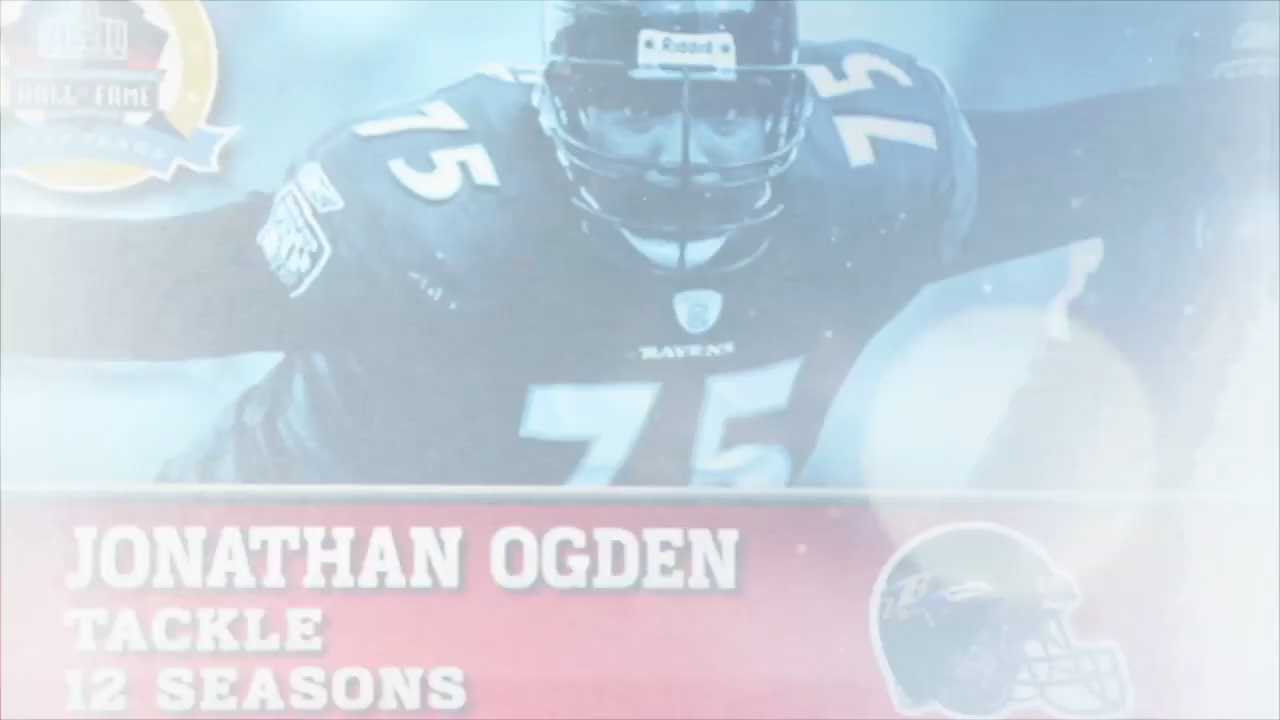 HALL OF FAME
Riddell
75
75
RAVENS
75
JONATHAN OGDEN
TACKLE
12 SEASONS